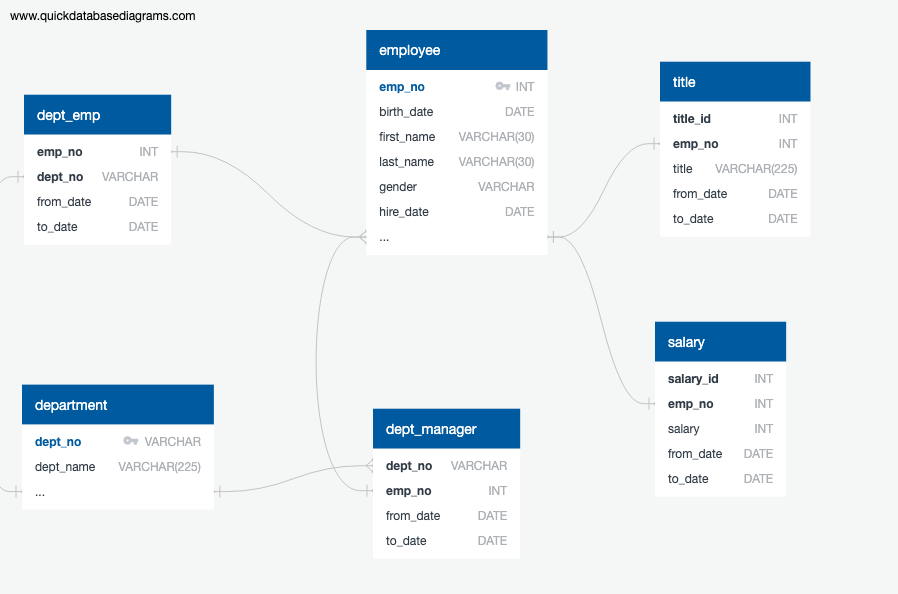 www.quickdatabasediagrams.com
employee
emp_no INT
birth_date DATE
first_name VARCHAR(30)
last_name VARCHAR(30)
gender VARCHAR
hire_date DATE
...
title
title_id INT
emp_no INT
title VARCHAR(225)
from_date DATE
to_date DATE
dept_emp
emp_no INT
dept_no VARCHAR
from_date DATE
to_date DATE
salary
salary_id INT
emp_no INT
salary INT
from_date DATE
to_date DATE
department
dept_no VARCHAR
dept_name VARCHAR(225)
...
dept_manager
dept_no VARCHAR
emp_no INT
from_date DATE
to_date DATE